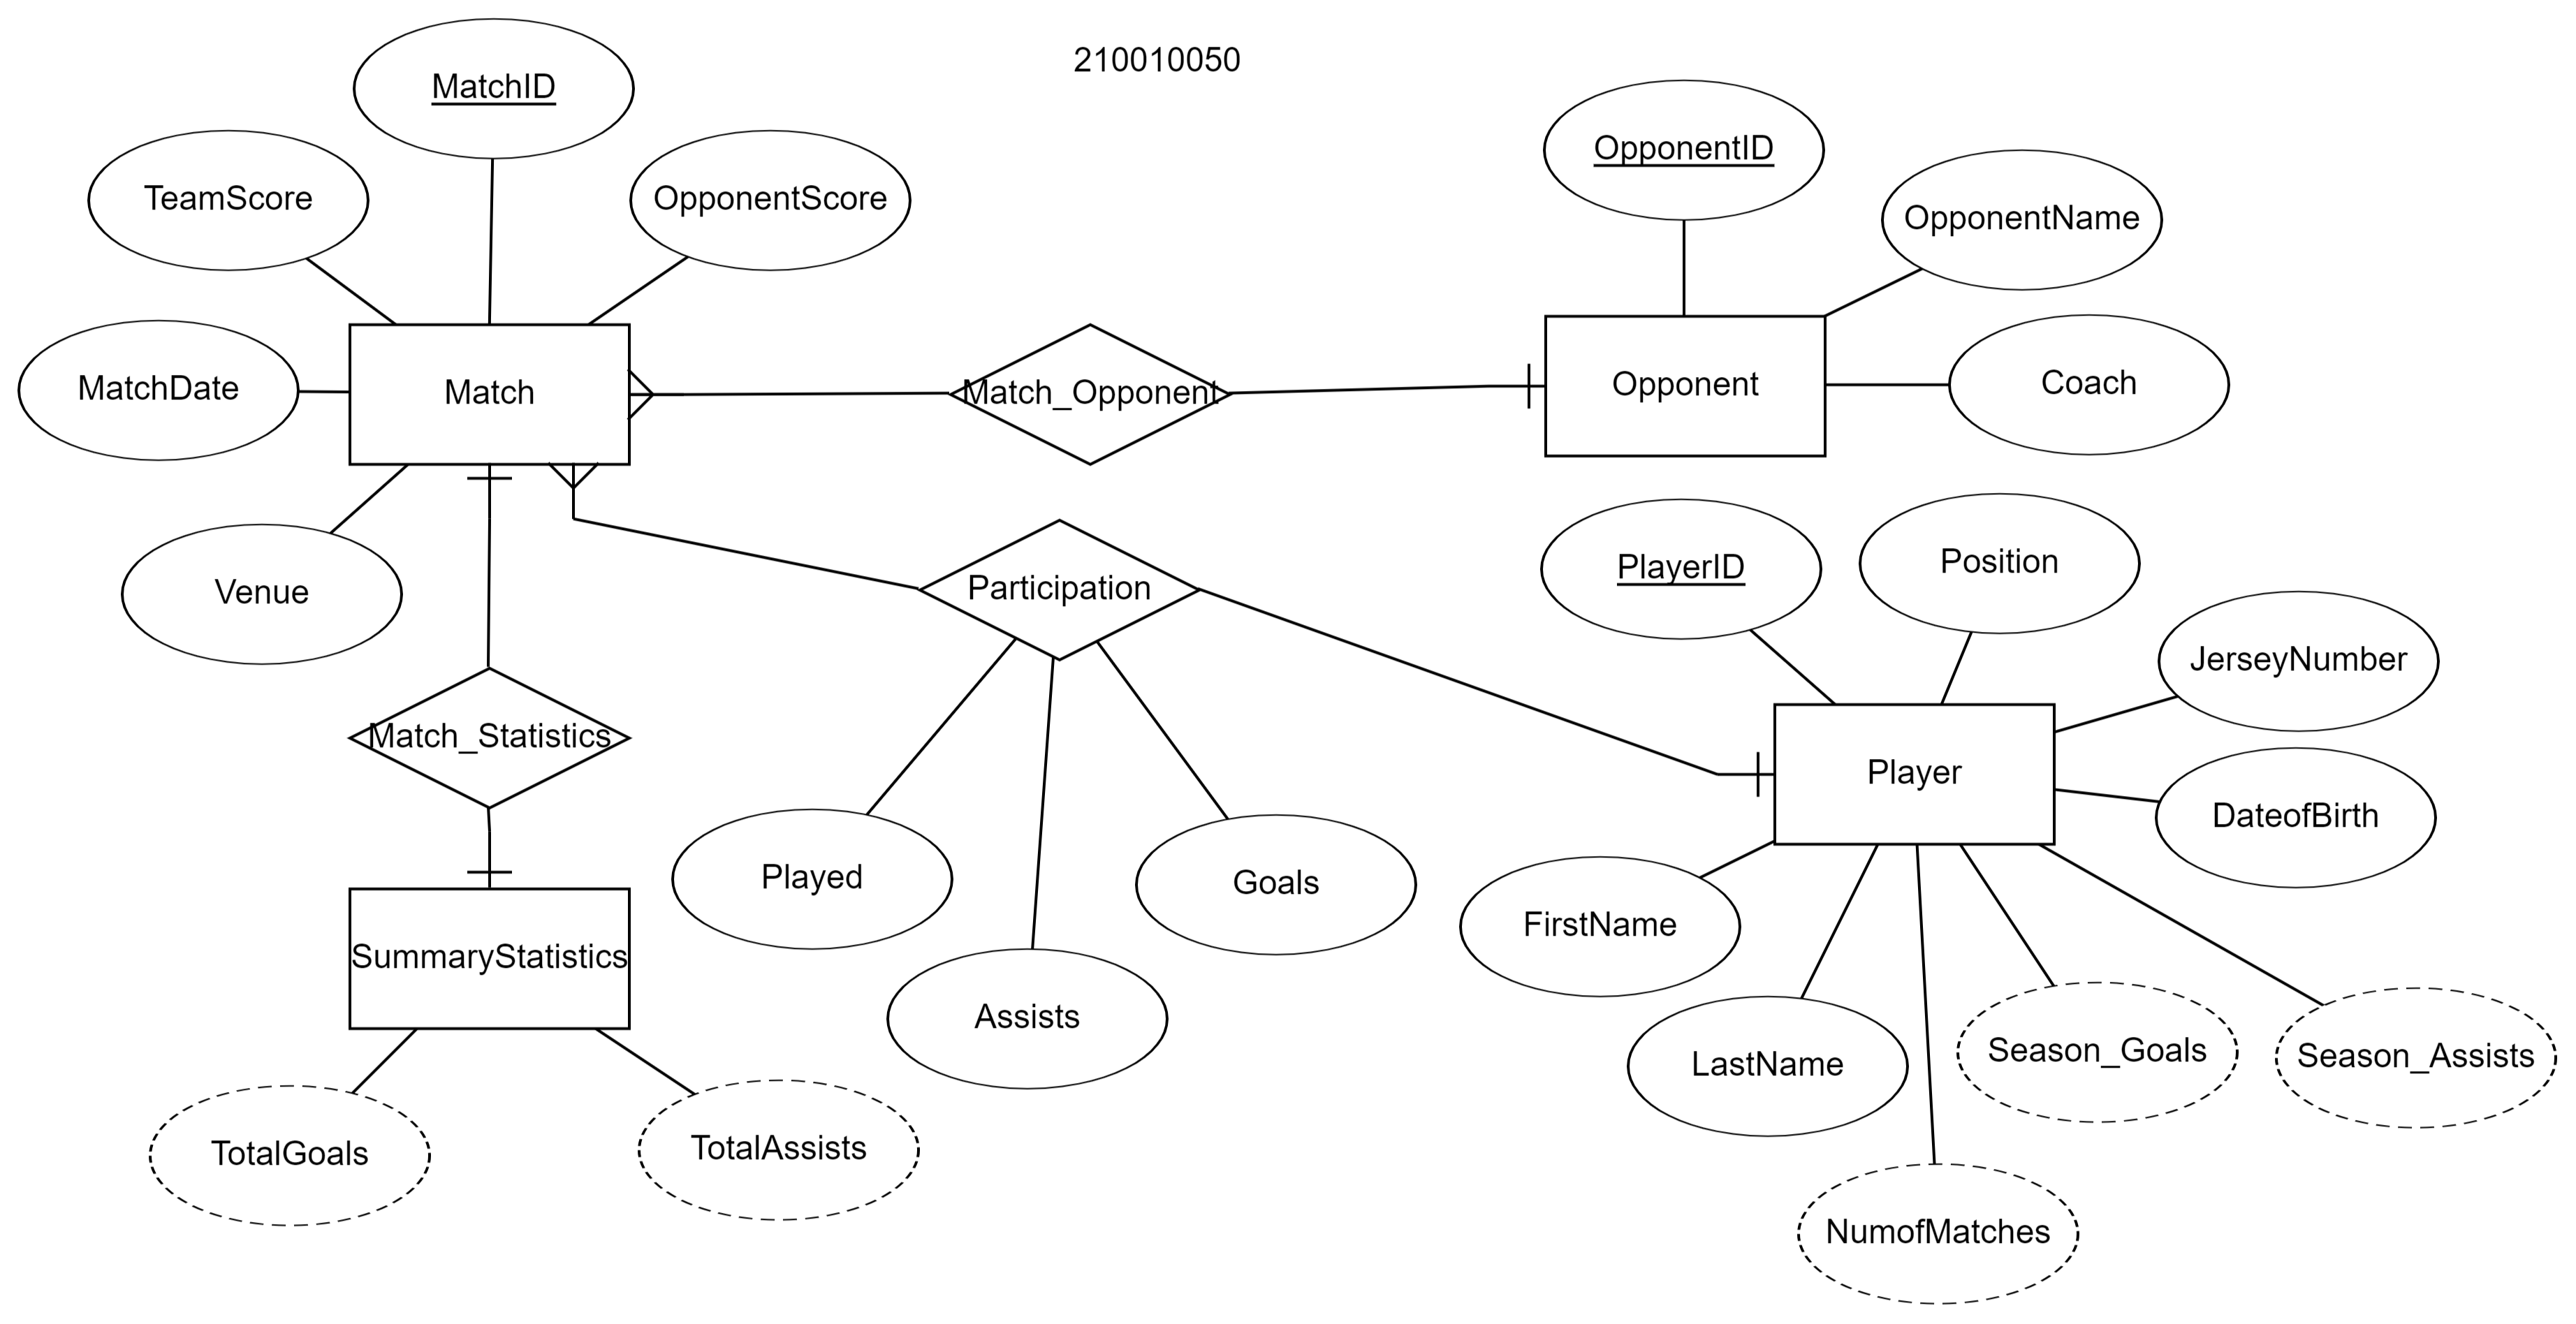 210010050
MatchID
TeamScore
OpponentScore
MatchDate
Match
Venue
Match_Opponent
OpponentID
OpponentName
Opponent
Coach
Participation
Played
Assists
Goals
Match_Statistics
SummaryStatistics
TotalGoals
TotalAssists
PlayerID
Position
JerseyNumber
Player
DateofBirth
FirstName
LastName
Season_Goals
Season_Assists
NumofMatches